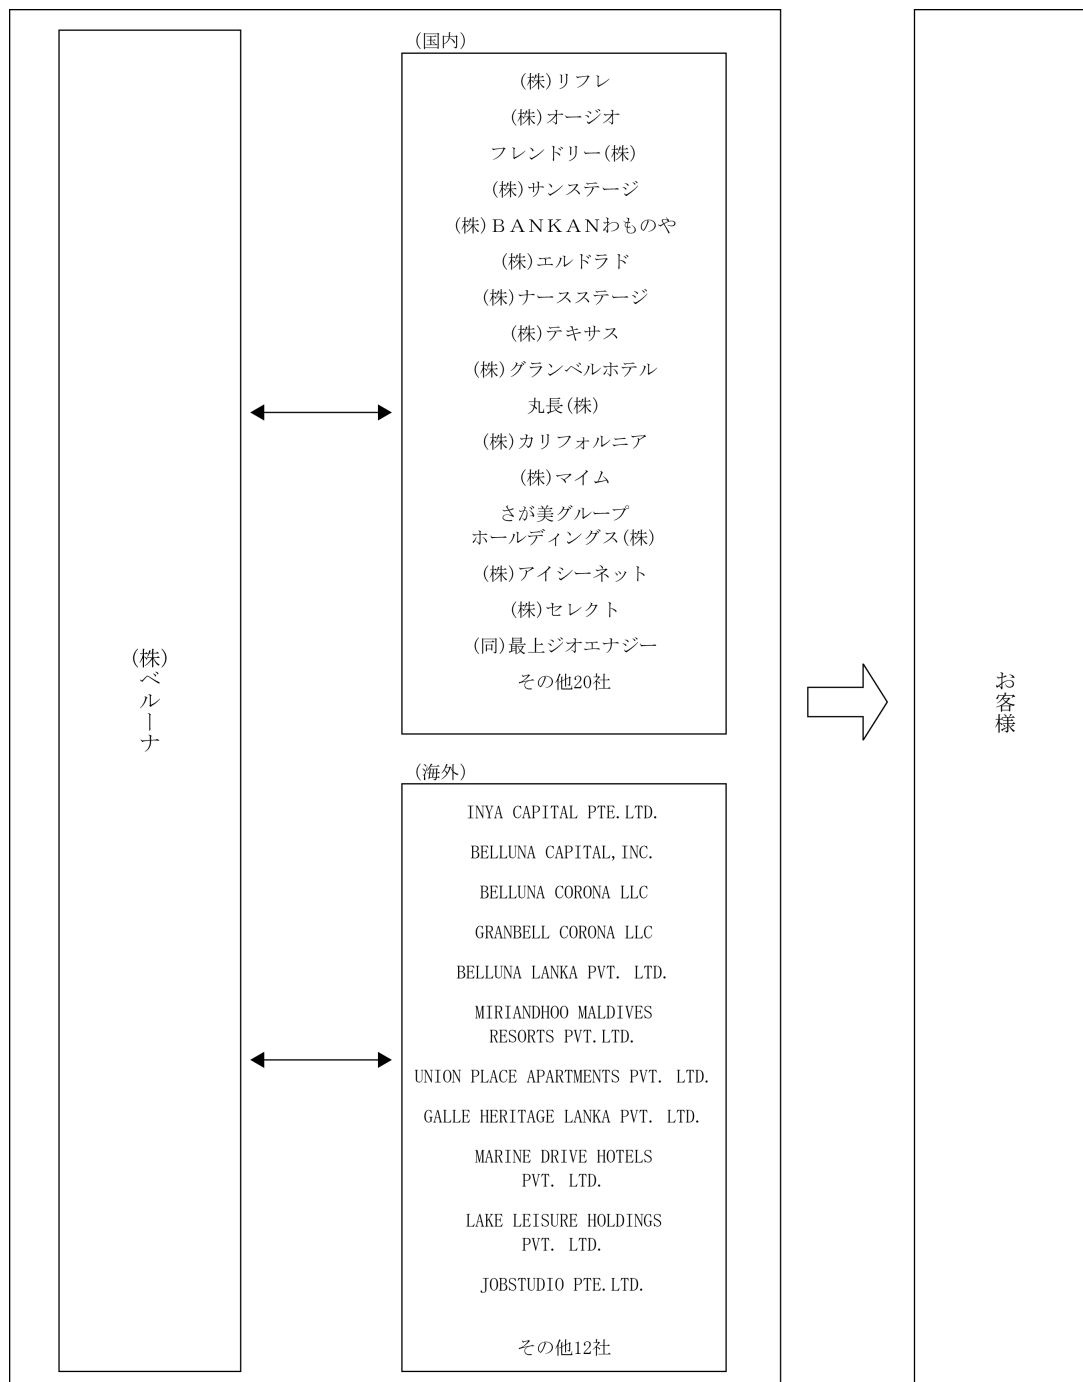 (株)ベルーナ
(国内)
(株)リフレ
(株)オージオ
フレンドリー(株)
(株)サンステージ
(株)ＢＡＮＫＡＮわものや
(株)エルドラド
(株)ナースステージ
(株)テキサス
(株)グランベルホテル
丸長(株)
(株)カリフォルニア
(株)マイム
さが美グループ
ホールディングス(株)
(株)アイシーネット
(株)セレクト
(同)最上ジオエナジー
その他20社
(海外)
INYA CAPITAL PTE.LTD.
BELLUNA CAPITAL,INC.
BELLUNA CORONA LLC
GRANBELL CORONA LLC
BELLUNA LANKA PVT. LTD.
MIRIANDHOO MALDIVES
RESORTS PVT.LTD.
UNION PLACE APARTMENTS PVT. LTD.
GALLE HERITAGE LANKA PVT. LTD.
MARINE DRIVE HOTELS
PVT. LTD.
LAKE LEISURE HOLDINGS
PVT. LTD.
JOBSTUDIO PTE.LTD.
その他12社
お客様